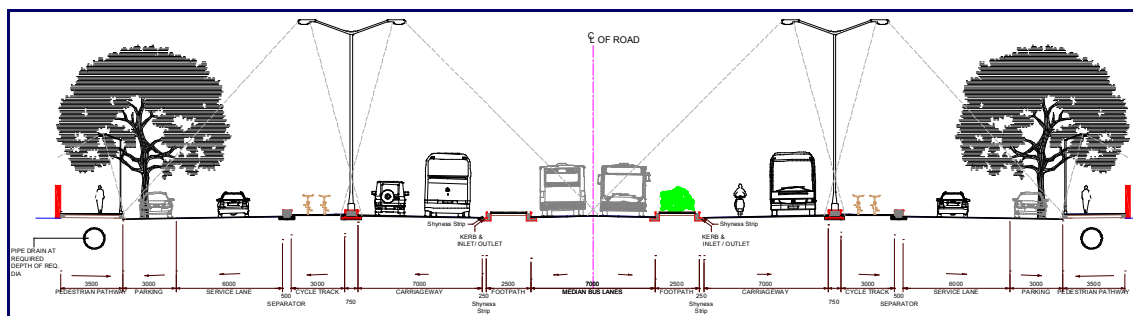 ℄ OF ROAD
Shyness Strip
KERB &
INLET / OUTLET
Shyness Strip
KERB &
INLET / OUTLET
PIPE DRAIN AT
REQUIRED
DEPTH OF REQ.
DIA
3500
PEDESTRIAN PATHWAY
3000
PARKING
6000
SERVICE LANE
500
SEPARATOR
3000
CYCLE TRACK
750
7000
CARRIAGEWAY
250
Shyness
Strip
2500
FOOTPATH
7000
MEDIAN BUS LANES
2500
FOOTPATH
250
Shyness
Strip
7000
CARRIAGEWAY
750
3000
CYCLE TRACK
500
SEPARATOR
6000
SERVICE LANE
3000
PARKING
3500
PEDESTRIAN PATHWAY